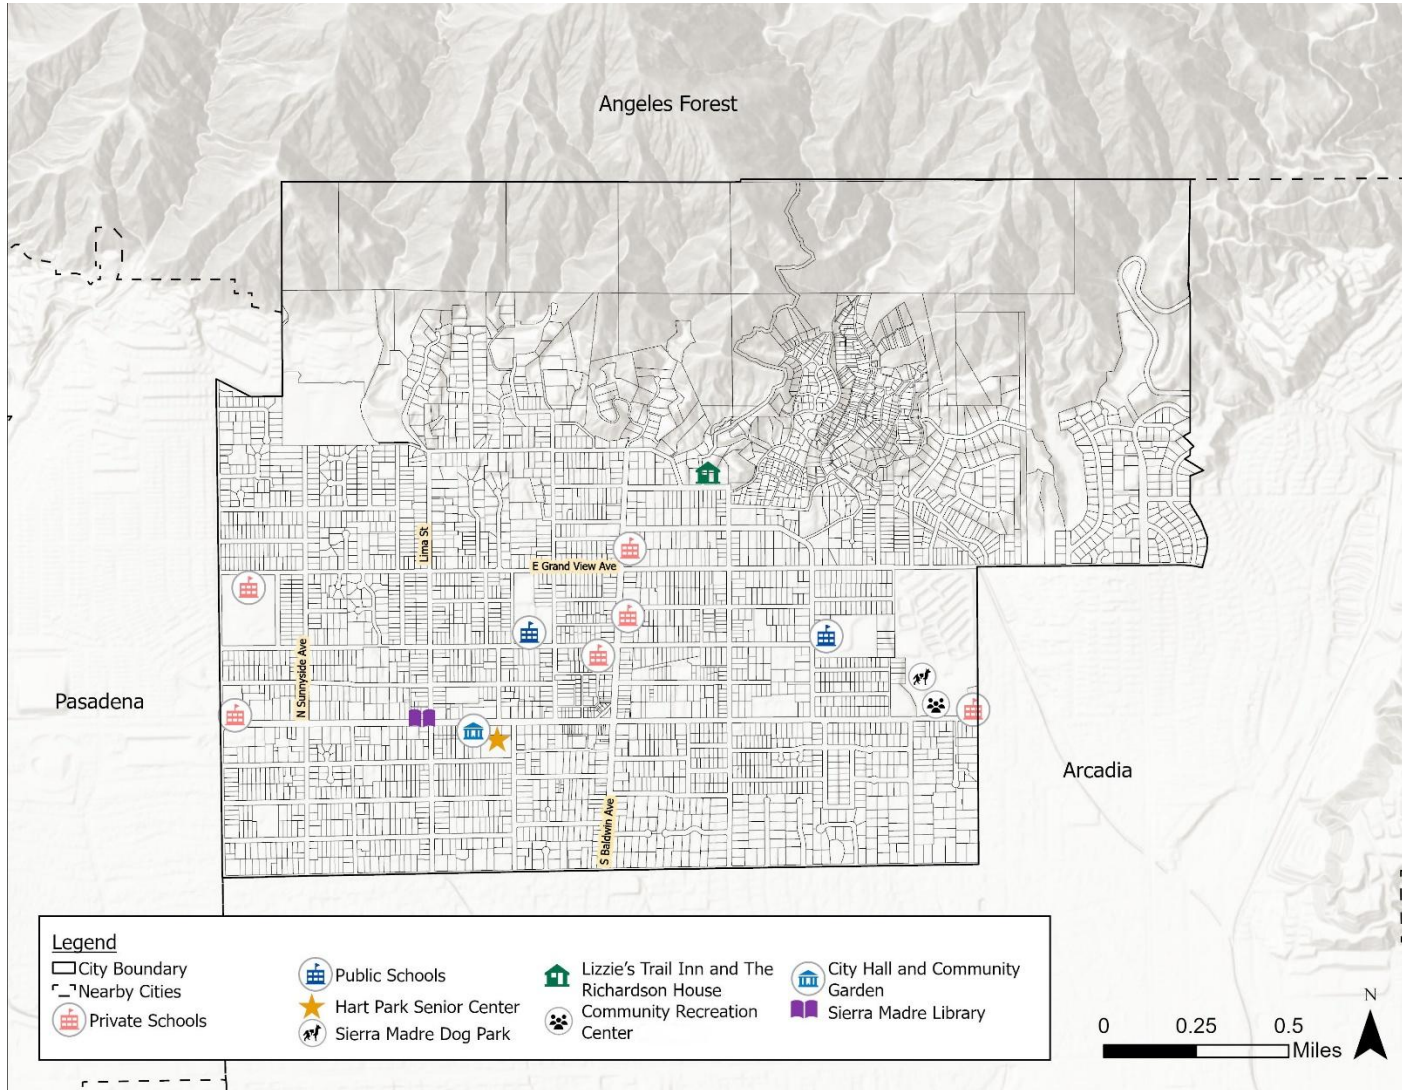 Angeles Forest
Lima St
E Grand View Ave
N Sunnyside Ave
Pasadena
Arcadia
S Baldwin Ave
Legend
City Boundary
Nearby Cities
Private Schools
Public Schools
Hart Park Senior Center
Sierra Madre Dog Park
Lizzie's Trail Inn and The
Richardson House
Community Recreation
Center
City Hall and Community
Garden
Sierra Madre Library
N
0 0.25 0.5
Miles